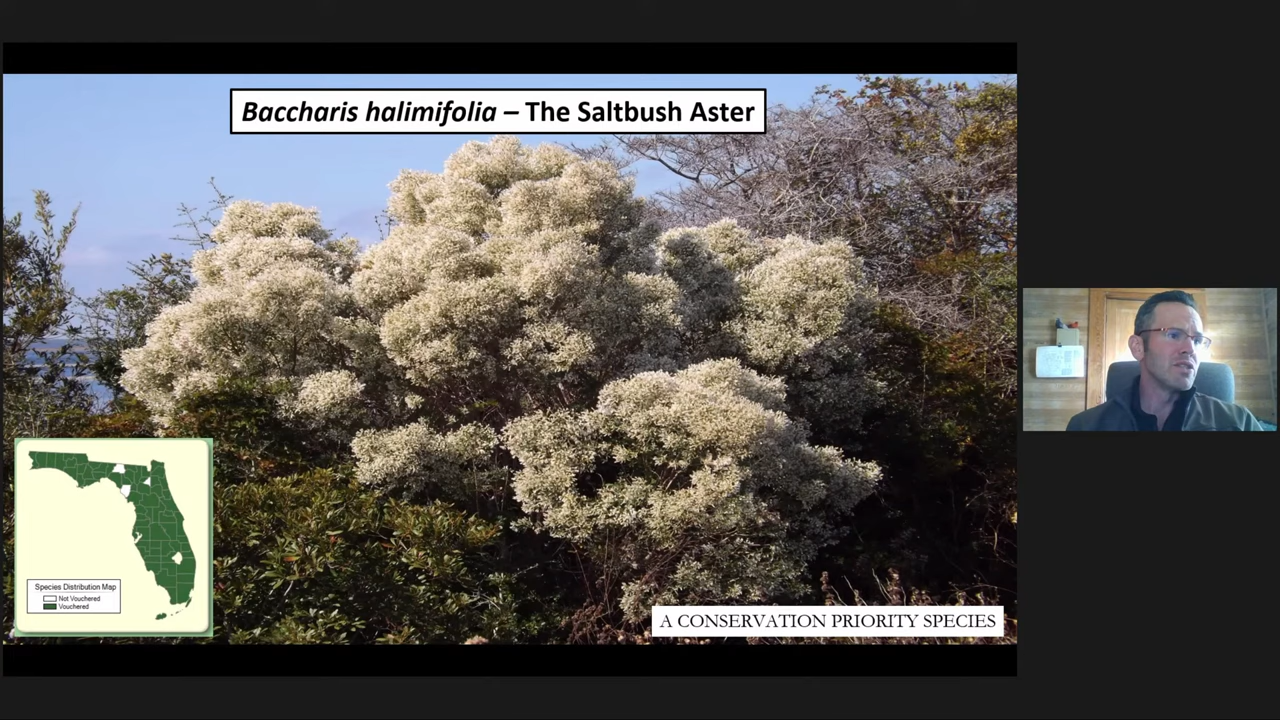 Baccharis halimifolia – The Saltbush Aster
Species Distribution Map
Not Vouchered
Vouchered
A CONSERVATION PRIORITY SPECIES